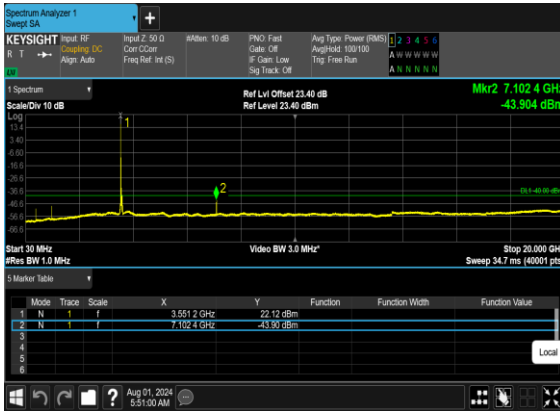 Spectrum Analyzer 1
Swept SA
+
KEYSIGHT
R T
Input: RF
Coupling: DC
Align: Auto
Input Z: 50 Ω
Corr CCorr
Freq Ref: Int (S)
#Atten: 10 dB
PNO: Fast
Gate: Off
IF Gain: Low
Sig Track: Off
Avg Type: Power (RMS)
Avg|Hold: 100/100
Trig: Free Run
1 2 3 4 5 6
A W W W W W
A N N N N N
1 Spectrum
Scale/Div 10 dB
Ref Lvl Offset 23.40 dB
Ref Level 23.40 dBm
Mkr2 7.102 4 GHz
-43.904 dBm
Log
13.4
3.40
-6.60
-16.6
-26.6
-36.6
-46.6
-56.6
-66.6
1
2
DL1 -40.00 dBm
Start 30 MHz
#Res BW 1.0 MHz
Video BW 3.0 MHz*
Stop 20.000 GHz
Sweep 34.7 ms (40001 pts)
5 Marker Table
Mode Trace Scale X Y Function Function Width Function Value
1 N 1 f 3.551 2 GHz 22.12 dBm
2 N 1 f 7.102 4 GHz -43.90 dBm
3
4
5
6
Local
?
Aug 01, 2024
5:51:00 AM